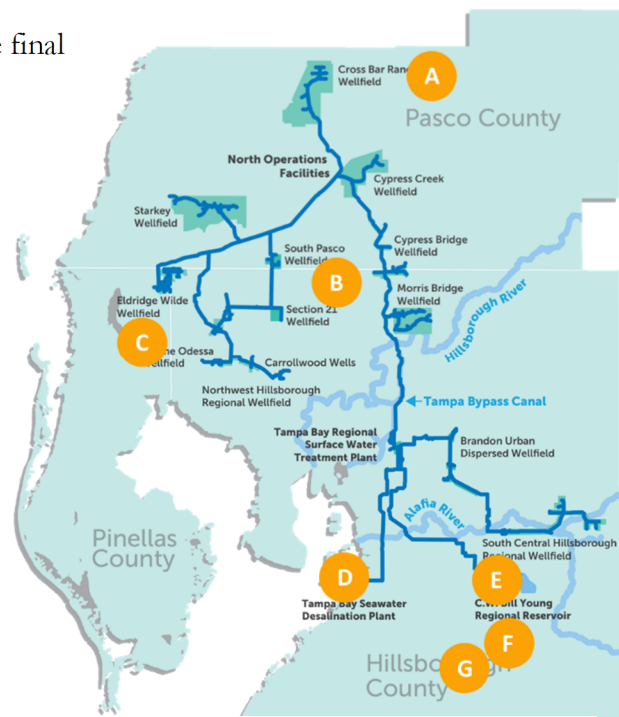 final
Cross Bar Ran
Wellfield
A
Pasco County
North Operations
Facilities
Cypress Creek
Wellfield
Starkey
Wellfield
Cypress Bridge
Wellfield
South Pasco
Wellfield
B
Morris Bridge
Wellfield
Hillsborough River
Eldridge Wilde
Wellfield
Section 21
Wellfield
C
Odessa
Carrollwood Wells
Northwest Hillsborough
Regional Wellfield
Tampa Bypass Canal
Tampa Bay Regional
Surface Water
Treatment Plant
Brandon Urban
Dispersed Wellfield
Alafia River
Pinellas
County
South Central Hillsborough
Regional Wellfield
D
E
Tampa Bay Seawater
Desalination Plant
C.W. Bill Young
Regional Reservoir
F
Hillsbo gh
G
County